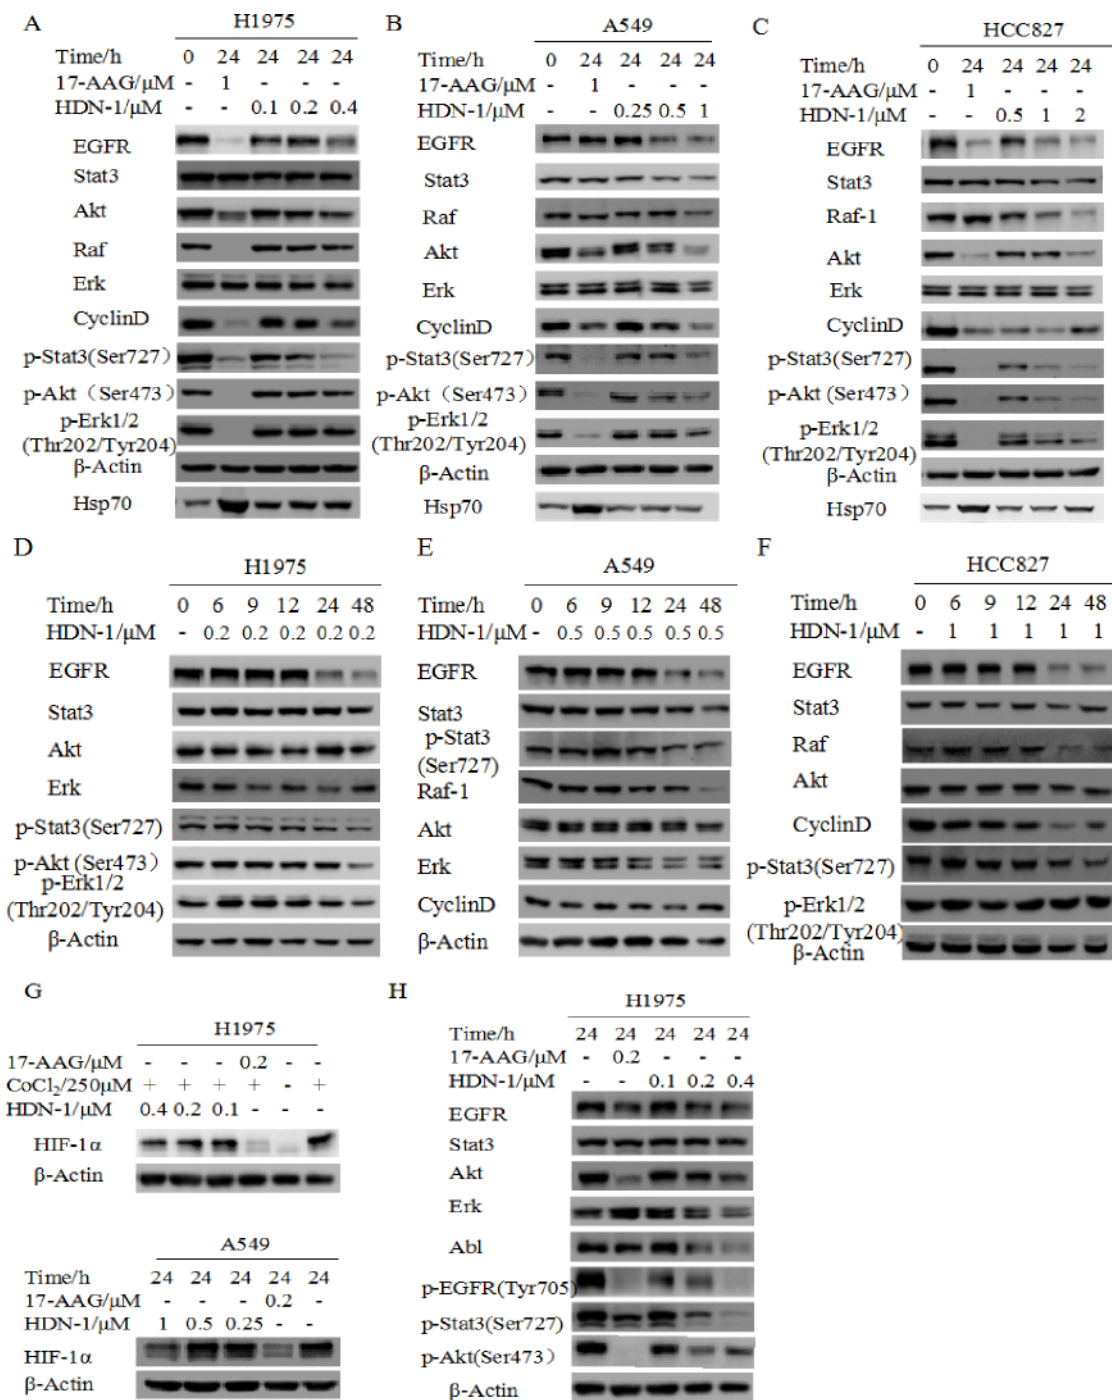 A
H1975
Time/h 0 24 24 24 24
17-AAG/μM - 1 - - -
HDN-1/μM - - 0.1 0.2 0.4
EGFR
Stat3
Akt
Raf
Erk
CyclinD
p-Stat3(Ser727)
p-Akt（Ser473）
p-Erk1/2
(Thr202/Tyr204)
β-Actin
Hsp70
B
A549
Time/h 0 24 24 24 24
17-AAG/μM - 1 - - -
HDN-1/μM - - 0.25 0.5 1
EGFR
Stat3
Raf
Akt
Erk
CyclinD
p-Stat3(Ser727)
p-Akt（Ser473）
p-Erk1/2
(Thr202/Tyr204)
β-Actin
Hsp70
C
HCC827
Time/h 0 24 24 24 24
17-AAG/μM - 1 - - -
HDN-1/μM - - 0.5 1 2
EGFR
Stat3
Raf-1
Akt
Erk
CyclinD
p-Stat3(Ser727)
p-Akt (Ser473）
p-Erk1/2
(Thr202/Tyr204)
β-Actin
Hsp70
D
H1975
Time/h 0 6 9 12 24 48
HDN-1/μM - 0.2 0.2 0.2 0.2 0.2
EGFR
Stat3
Akt
Erk
p-Stat3(Ser727)
p-Akt (Ser473）
p-Erk1/2
(Thr202/Tyr204)
β-Actin
E
A549
Time/h 0 6 9 12 24 48
HDN-1/μM - 0.5 0.5 0.5 0.5 0.5
EGFR
Stat3
p-Stat3
(Ser727)
Raf-1
Akt
Erk
CyclinD
β-Actin
F
HCC827
Time/h 0 6 9 12 24 48
HDN-1/μM - 1 1 1 1 1
EGFR
Stat3
Raf
Akt
CyclinD
p-Stat3(Ser727)
p-Erk1/2
(Thr202/Tyr204)
β-Actin
G
H1975
17-AAG/μM - - - 0.2 - -
CoCl₂/250μM + + + + - +
HDN-1/μM 0.4 0.2 0.1 - - -
HIF-1α
β-Actin
A549
Time/h 24 24 24 24 24
17-AAG/μM - - - 0.2 -
HDN-1/μM 1 0.5 0.25 - -
HIF-1α
β-Actin
H
H1975
Time/h 24 24 24 24 24
17-AAG/μM - 0.2 - - -
HDN-1/μM - - 0.1 0.2 0.4
EGFR
Stat3
Akt
Erk
Abl
p-EGFR(Tyr705)
p-Stat3(Ser727)
p-Akt(Ser473）
β-Actin